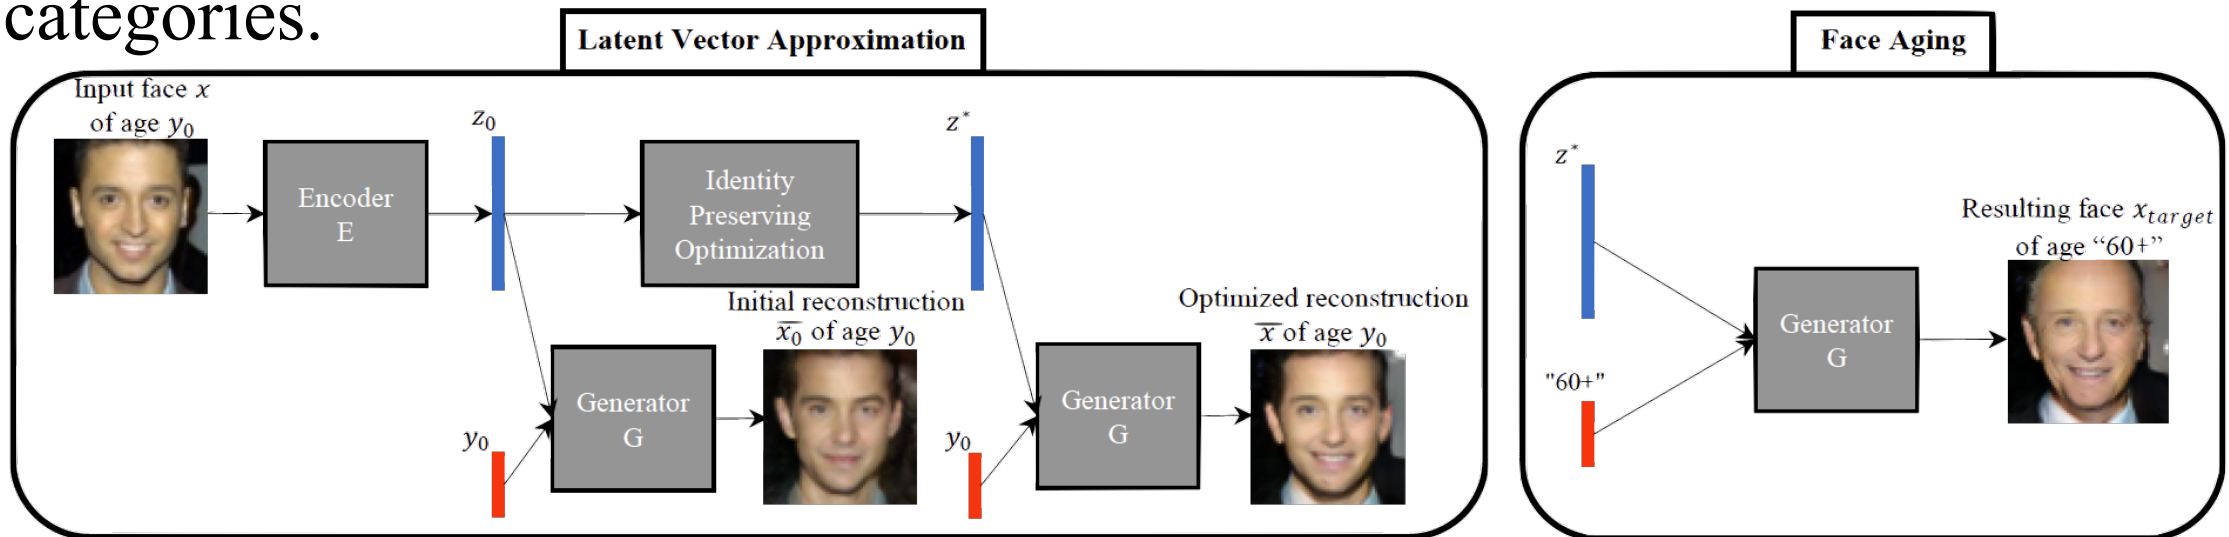 categories.
Latent Vector Approximation
Face Aging
Input face x
of age y₀
Encoder
E
z₀
Identity
Preserving
Optimization
z*
Initial reconstruction
x̅₀ of age y₀
y₀
Generator
G
Optimized reconstruction
x̅ of age y₀
y₀
Generator
G
z*
"60+"
Generator
G
Resulting face xₜₐᵣgₑₜ
of age “60+”